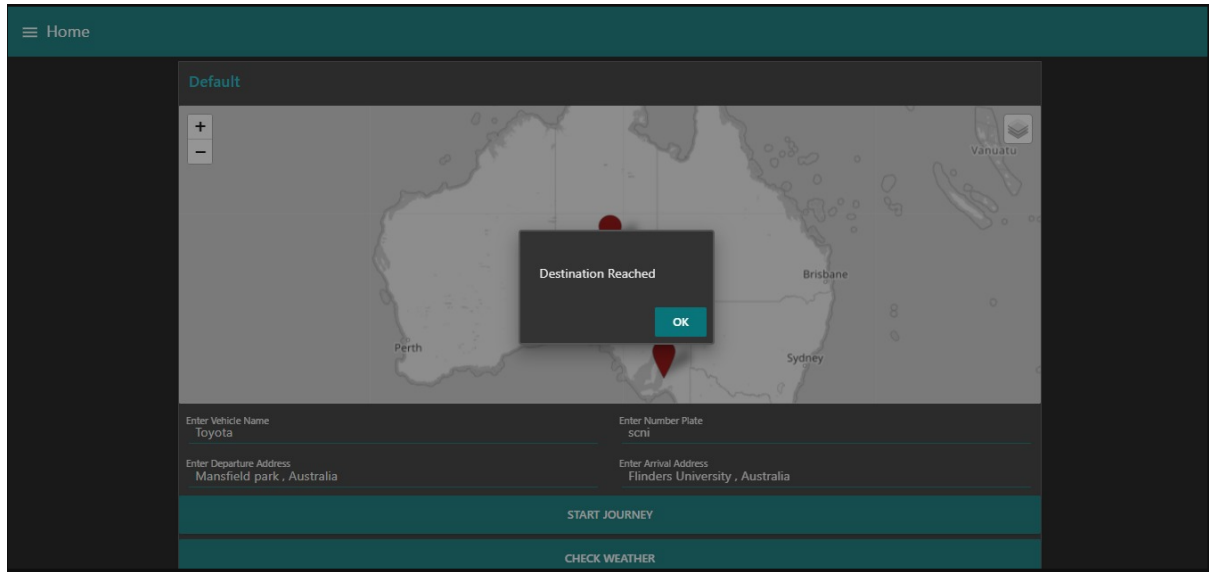 Home
Default
+
−
Vanuatu
Destination Reached
Brisbane
OK
Perth
Sydney
Enter Vehicle Name
Toyota
Enter Number Plate
scni
Enter Departure Address
Mansfield park , Australia
Enter Arrival Address
Flinders University , Australia
START JOURNEY
CHECK WEATHER